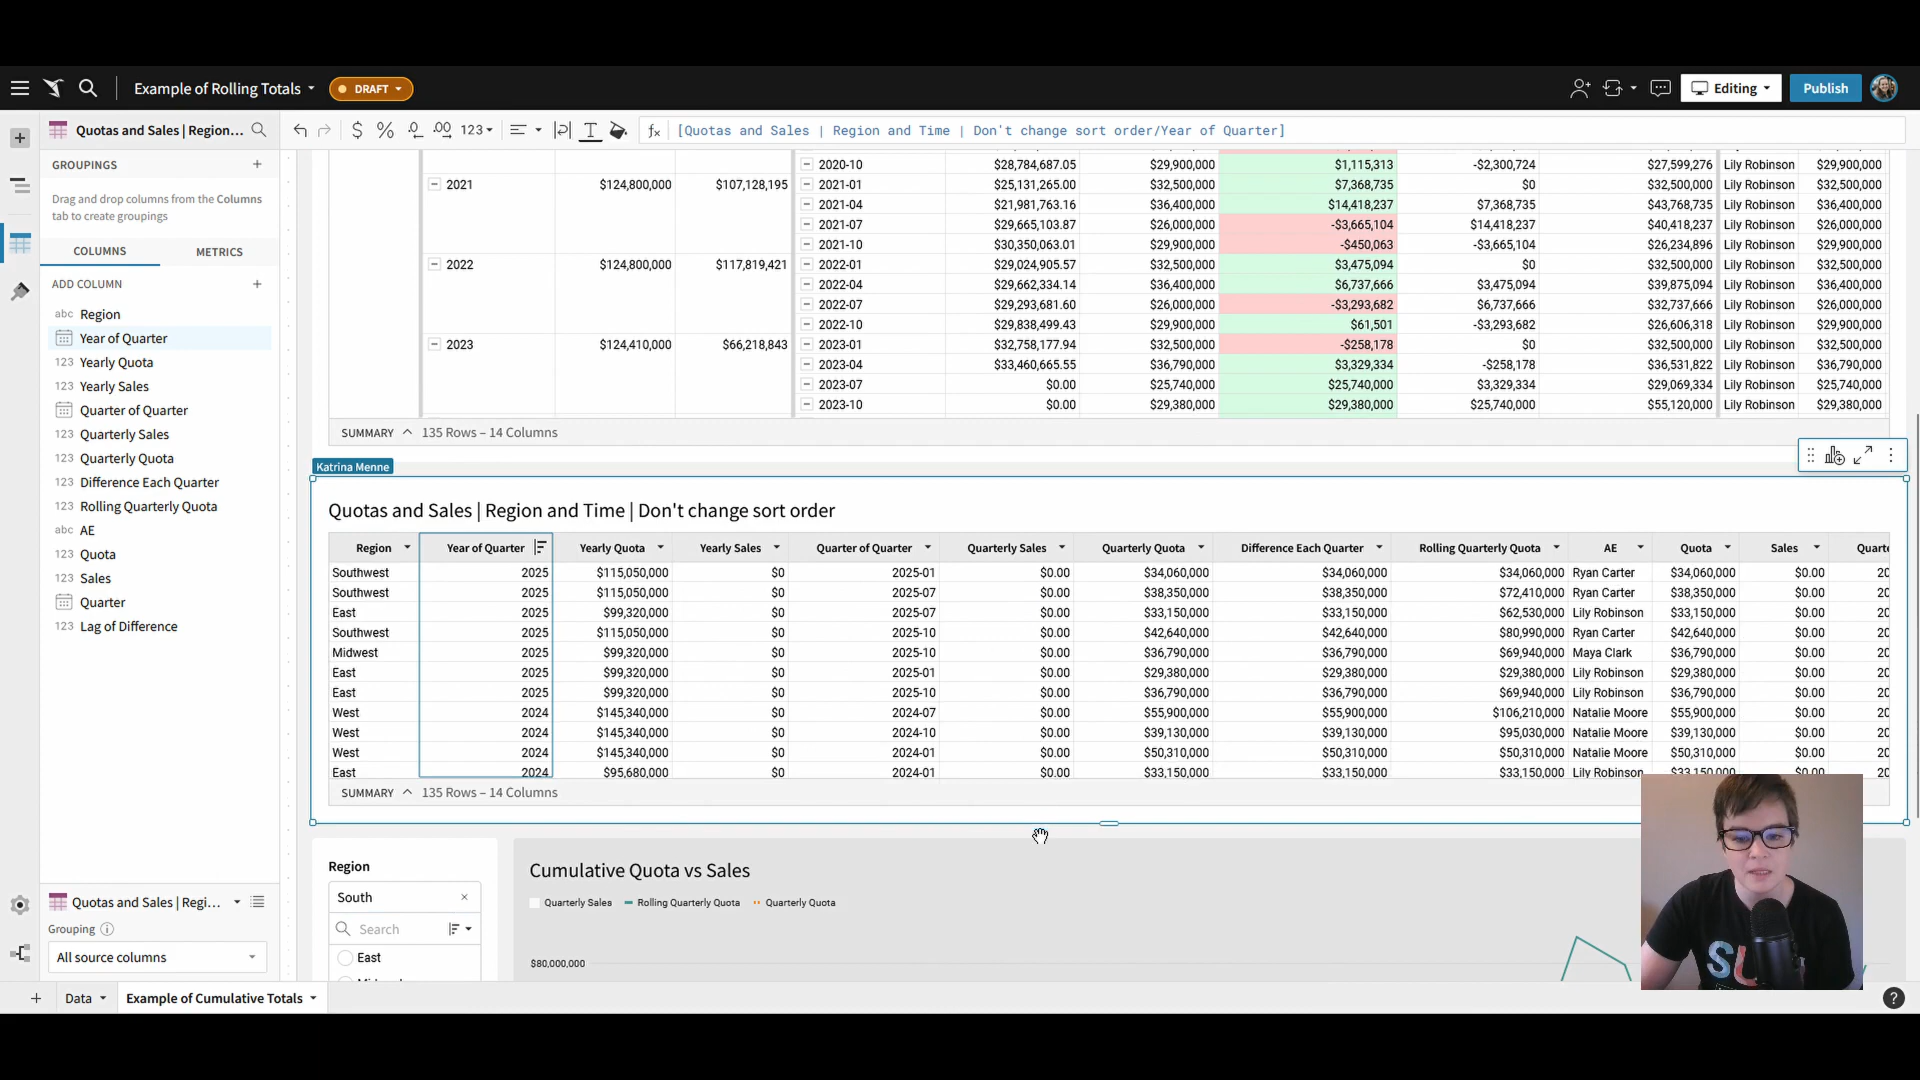 Example of Rolling Totals
DRAFT
Editing
Publish
Quotas and Sales | Region...
$ % .0 .00 123
fx [Quotas and Sales | Region and Time | Don't change sort order/Year of Quarter]
GROUPINGS
Drag and drop columns from the Columns
tab to create groupings
COLUMNS METRICS
ADD COLUMN
abc Region
Year of Quarter
123 Yearly Quota
123 Yearly Sales
Quarter of Quarter
123 Quarterly Sales
123 Quarterly Quota
123 Difference Each Quarter
123 Rolling Quarterly Quota
abc AE
123 Quota
123 Sales
Quarter
123 Lag of Difference
2020-10 $28,784,687.05 $29,900,000 $1,115,313 -$2,300,724 $27,599,276 Lily Robinson $29,900,000
2021 $124,800,000 $107,128,195 2021-01 $25,131,265.00 $32,500,000 $7,368,735 $0 $32,500,000 Lily Robinson $32,500,000
2021-04 $21,981,763.16 $36,400,000 $14,418,237 $7,368,735 $43,768,735 Lily Robinson $36,400,000
2021-07 $29,665,103.87 $26,000,000 -$3,665,104 $14,418,237 $40,418,237 Lily Robinson $26,000,000
2021-10 $30,350,063.01 $29,900,000 -$450,063 -$3,665,104 $26,234,896 Lily Robinson $29,900,000
2022 $124,800,000 $117,819,421 2022-01 $29,024,905.57 $32,500,000 $3,475,094 $0 $32,500,000 Lily Robinson $32,500,000
2022-04 $29,662,334.14 $36,400,000 $6,737,666 $3,475,094 $39,875,094 Lily Robinson $36,400,000
2022-07 $29,293,681.60 $26,000,000 -$3,293,682 $6,737,666 $32,737,666 Lily Robinson $26,000,000
2022-10 $29,838,499.43 $29,900,000 $61,501 -$3,293,682 $26,606,318 Lily Robinson $29,900,000
2023 $124,410,000 $66,218,843 2023-01 $32,758,177.94 $32,500,000 -$258,178 $0 $32,500,000 Lily Robinson $32,500,000
2023-04 $33,460,665.55 $36,790,000 $3,329,334 -$258,178 $36,531,822 Lily Robinson $36,790,000
2023-07 $0.00 $25,740,000 $25,740,000 $3,329,334 $29,069,334 Lily Robinson $25,740,000
2023-10 $0.00 $29,380,000 $29,380,000 $25,740,000 $55,120,000 Lily Robinson $29,380,000
SUMMARY 135 Rows – 14 Columns
Katrina Menne
Quotas and Sales | Region and Time | Don't change sort order
Region Year of Quarter Yearly Quota Yearly Sales Quarter of Quarter Quarterly Sales Quarterly Quota Difference Each Quarter Rolling Quarterly Quota AE Quota Sales Quarte
Southwest 2025 $115,050,000 $0 2025-01 $0.00 $34,060,000 $34,060,000 $34,060,000 Ryan Carter $34,060,000 $0.00 20
Southwest 2025 $115,050,000 $0 2025-07 $0.00 $38,350,000 $38,350,000 $72,410,000 Ryan Carter $38,350,000 $0.00 20
East 2025 $99,320,000 $0 2025-07 $0.00 $33,150,000 $33,150,000 $62,530,000 Lily Robinson $33,150,000 $0.00 20
Southwest 2025 $115,050,000 $0 2025-10 $0.00 $42,640,000 $42,640,000 $80,990,000 Ryan Carter $42,640,000 $0.00 20
Midwest 2025 $99,320,000 $0 2025-10 $0.00 $36,790,000 $36,790,000 $69,940,000 Maya Clark $36,790,000 $0.00 20
East 2025 $99,320,000 $0 2025-01 $0.00 $29,380,000 $29,380,000 $29,380,000 Lily Robinson $29,380,000 $0.00 20
East 2025 $99,320,000 $0 2025-10 $0.00 $36,790,000 $36,790,000 $69,940,000 Lily Robinson $36,790,000 $0.00 20
West 2024 $145,340,000 $0 2024-07 $0.00 $55,900,000 $55,900,000 $106,210,000 Natalie Moore $55,900,000 $0.00 20
West 2024 $145,340,000 $0 2024-10 $0.00 $39,130,000 $39,130,000 $95,030,000 Natalie Moore $39,130,000 $0.00 20
West 2024 $145,340,000 $0 2024-01 $0.00 $50,310,000 $50,310,000 $50,310,000 Natalie Moore $50,310,000 $0.00 20
East 2024 $95,680,000 $0 2024-01 $0.00 $33,150,000 $33,150,000 $33,150,000 Lily Robinson $33,150,000 $0.00 20
SUMMARY 135 Rows – 14 Columns
Region
South
Search
East
Cumulative Quota vs Sales
Quarterly Sales Rolling Quarterly Quota Quarterly Quota
$80,000,000
Quotas and Sales | Regi...
Grouping
All source columns
Data Example of Cumulative Totals